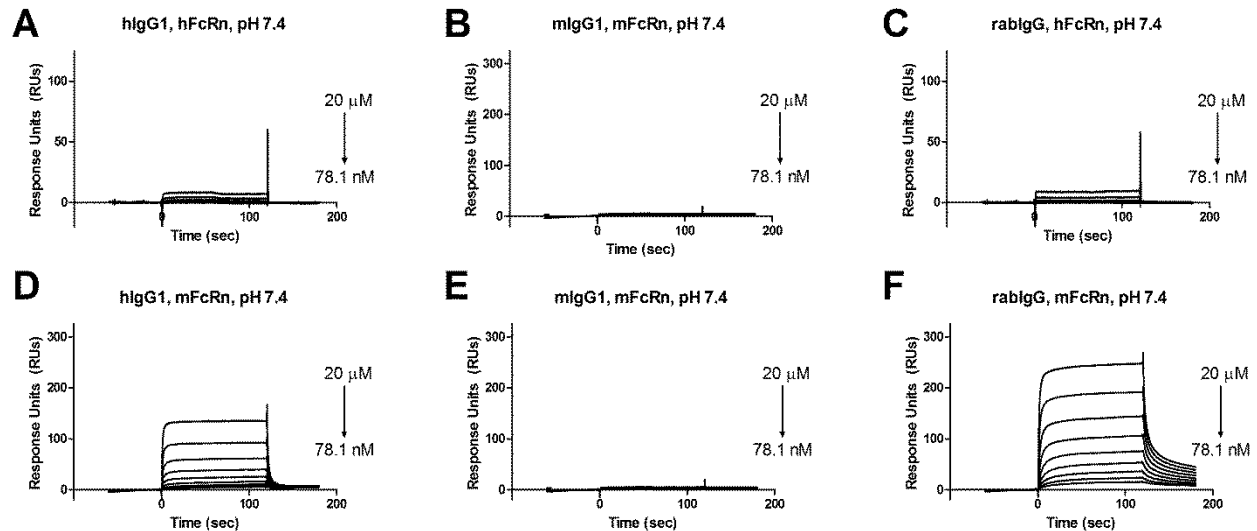 A
hIgG1, hFcRn, pH 7.4
Response Units (RUs)
100
50
0
0
100
200
Time (sec)
20 μM
78.1 nM
B
mIgG1, mFcRn, pH 7.4
Response Units (RUs)
300
200
100
0
0
100
200
Time (sec)
20 μM
78.1 nM
C
rabIgG, hFcRn, pH 7.4
Response Units (RUs)
100
50
0
0
100
200
Time (sec)
20 μM
78.1 nM
D
hIgG1, mFcRn, pH 7.4
Response Units (RUs)
300
200
100
0
0
100
200
Time (sec)
20 μM
78.1 nM
E
mIgG1, mFcRn, pH 7.4
Response Units (RUs)
300
200
100
0
0
100
200
Time (sec)
20 μM
78.1 nM
F
rabIgG, mFcRn, pH 7.4
Response Units (RUs)
300
200
100
0
0
100
200
Time (sec)
20 μM
78.1 nM